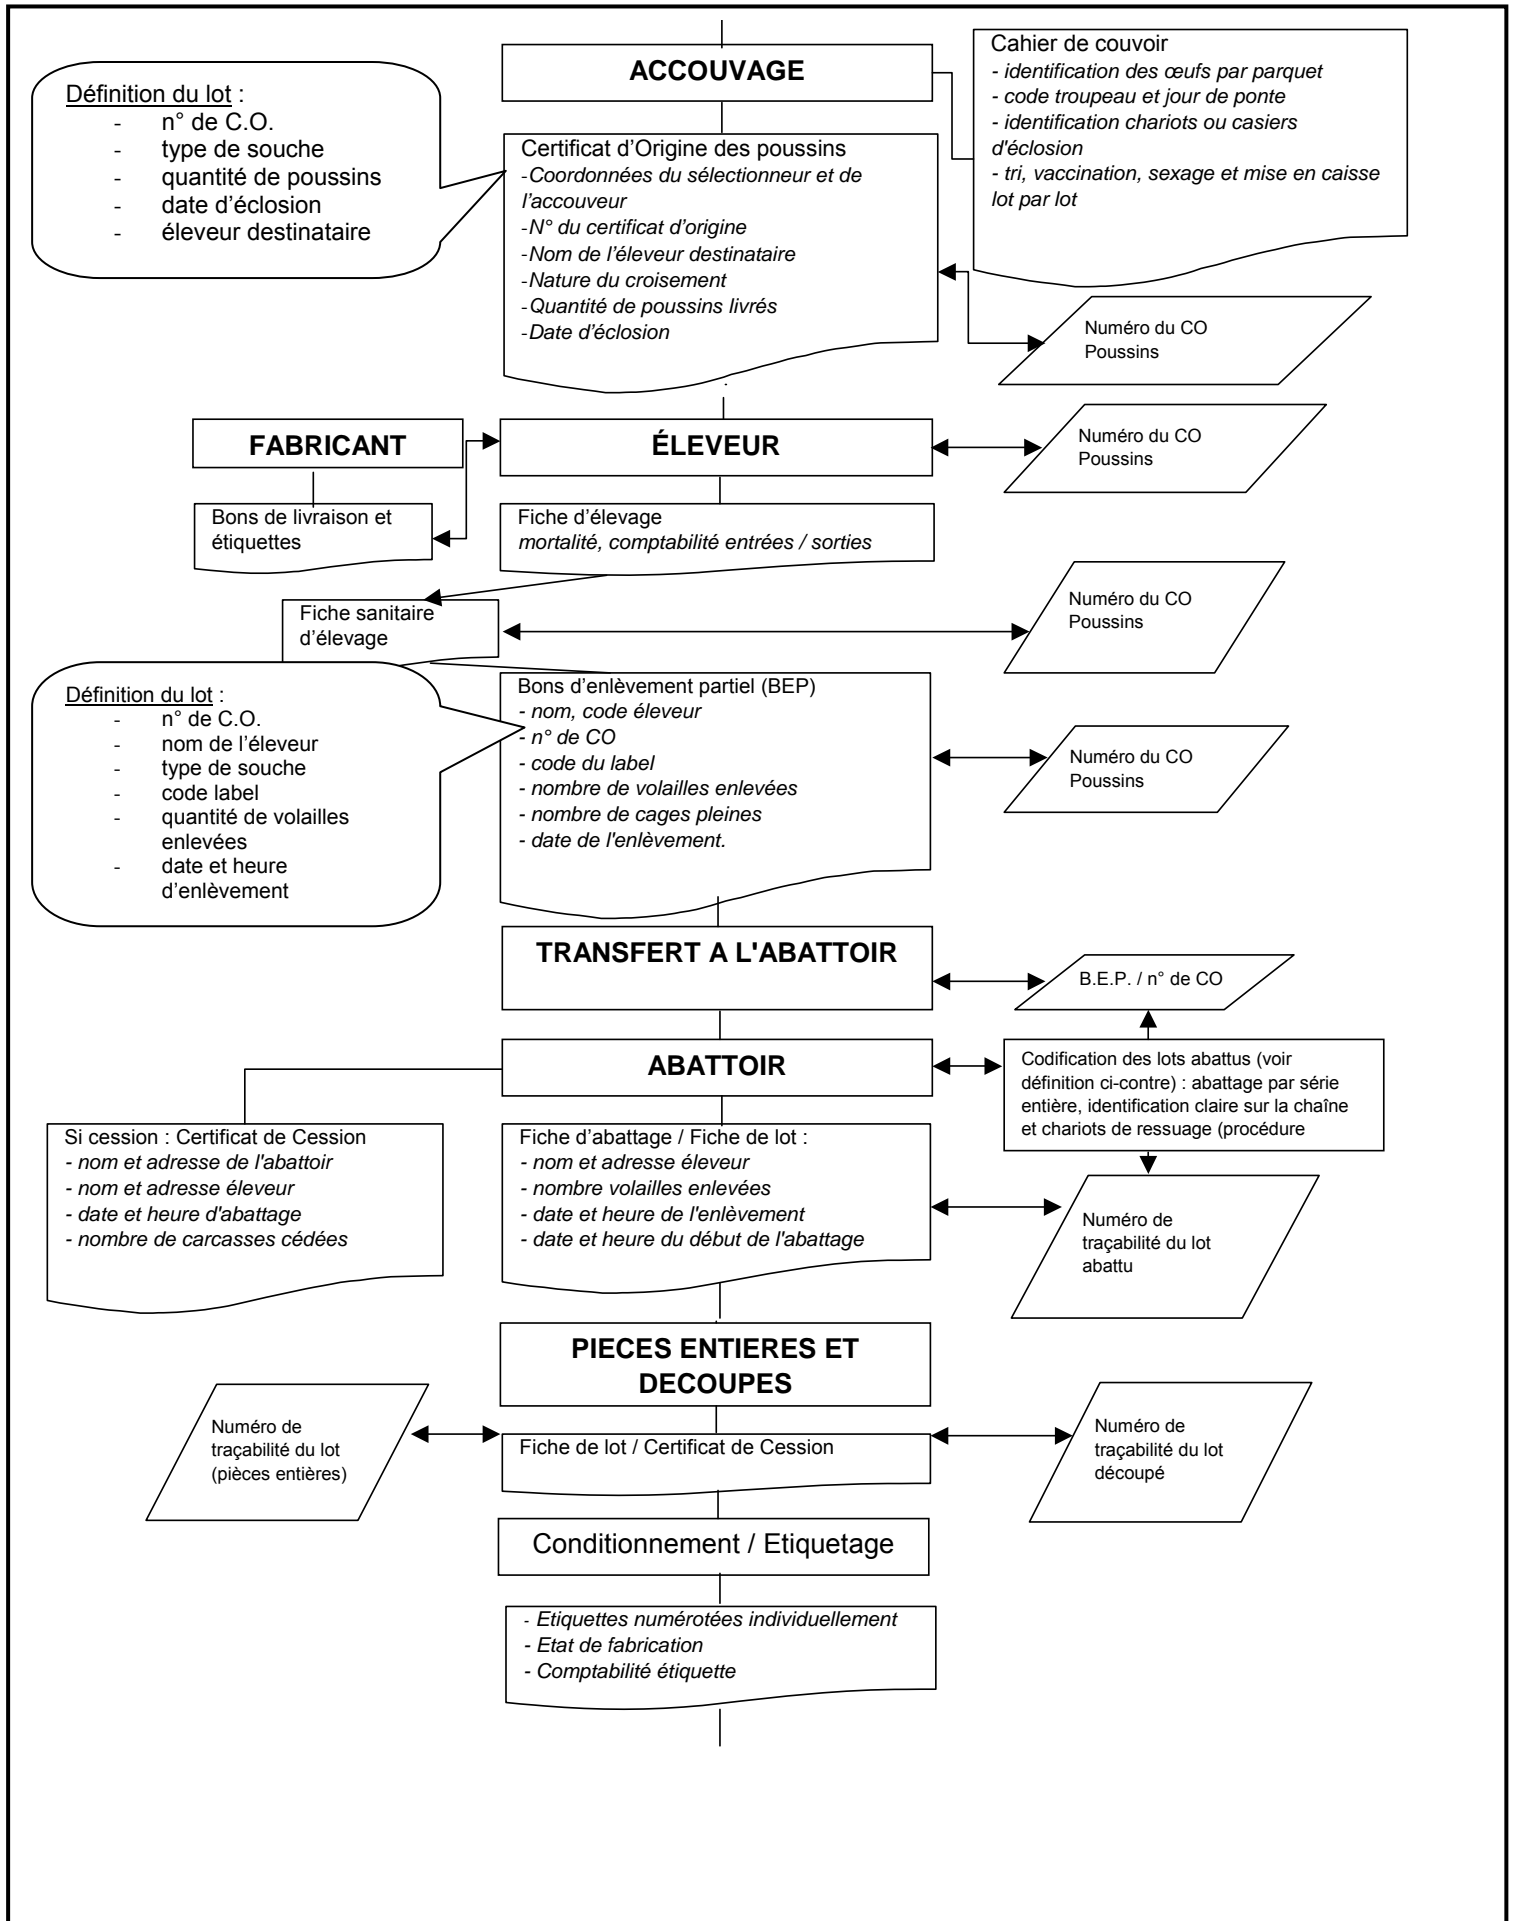 ACCOUVAGE
Cahier de couvoir
- identification des œufs par parquet
- code troupeau et jour de ponte
- identification chariots ou casiers
d'éclosion
- tri, vaccination, sexage et mise en caisse
lot par lot
Définition du lot :
- n° de C.O.
- type de souche
- quantité de poussins
- date d’éclosion
- éleveur destinataire
Certificat d’Origine des poussins
-Coordonnées du sélectionneur et de
l’accouveur
-N° du certificat d’origine
-Nom de l’éleveur destinataire
-Nature du croisement
-Quantité de poussins livrés
-Date d’éclosion
Numéro du CO
Poussins
FABRICANT
ÉLEVEUR
Numéro du CO
Poussins
Bons de livraison et
étiquettes
Fiche d’élevage
mortalité, comptabilité entrées / sorties
Fiche sanitaire
d’élevage
Numéro du CO
Poussins
Définition du lot :
- n° de C.O.
- nom de l’éleveur
- type de souche
- code label
- quantité de volailles
enlevées
- date et heure
d’enlèvement
Bons d’enlèvement partiel (BEP)
- nom, code éleveur
- n° de CO
- code du label
- nombre de volailles enlevées
- nombre de cages pleines
- date de l'enlèvement.
Numéro du CO
Poussins
TRANSFERT A L'ABATTOIR
B.E.P. / n° de CO
ABATTOIR
Codification des lots abattus (voir
définition ci-contre) : abattage par série
entière, identification claire sur la chaîne
et chariots de ressuage (procédure
Si cession : Certificat de Cession
- nom et adresse de l'abattoir
- nom et adresse éleveur
- date et heure d'abattage
- nombre de carcasses cédées
Fiche d’abattage / Fiche de lot :
- nom et adresse éleveur
- nombre volailles enlevées
- date et heure de l'enlèvement
- date et heure du début de l'abattage
Numéro de
traçabilité du lot
abattu
PIECES ENTIERES ET
DECOUPES
Numéro de
traçabilité du lot
(pièces entières)
Fiche de lot / Certificat de Cession
Numéro de
traçabilité du lot
découpé
Conditionnement / Etiquetage
- Etiquettes numérotées individuellement
- Etat de fabrication
- Comptabilité étiquette